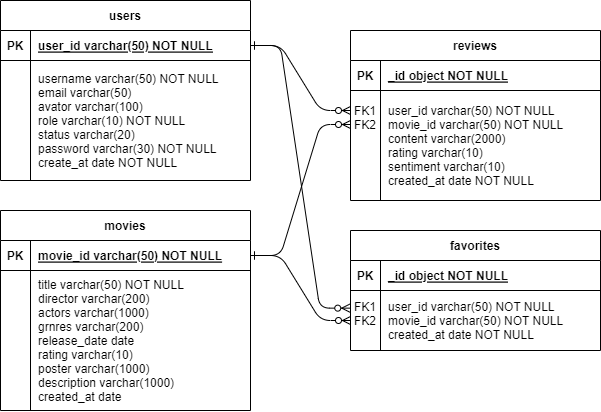 users
PK user_id varchar(50) NOT NULL
username varchar(50) NOT NULL
email varchar(50)
avator varchar(100)
role varchar(10) NOT NULL
status varchar(20)
password varchar(30) NOT NULL
create_at date NOT NULL
reviews
PK _id object NOT NULL
FK1 user_id varchar(50) NOT NULL
FK2 movie_id varchar(50) NOT NULL
content varchar(2000)
rating varchar(10)
sentiment varchar(10)
created_at date NOT NULL
movies
PK movie_id varchar(50) NOT NULL
title varchar(50) NOT NULL
director varchar(200)
actors varchar(1000)
grnres varchar(200)
release_date date
rating varchar(10)
poster varchar(1000)
description varchar(1000)
created_at date
favorites
PK _id object NOT NULL
FK1 user_id varchar(50) NOT NULL
FK2 movie_id varchar(50) NOT NULL
created_at date NOT NULL